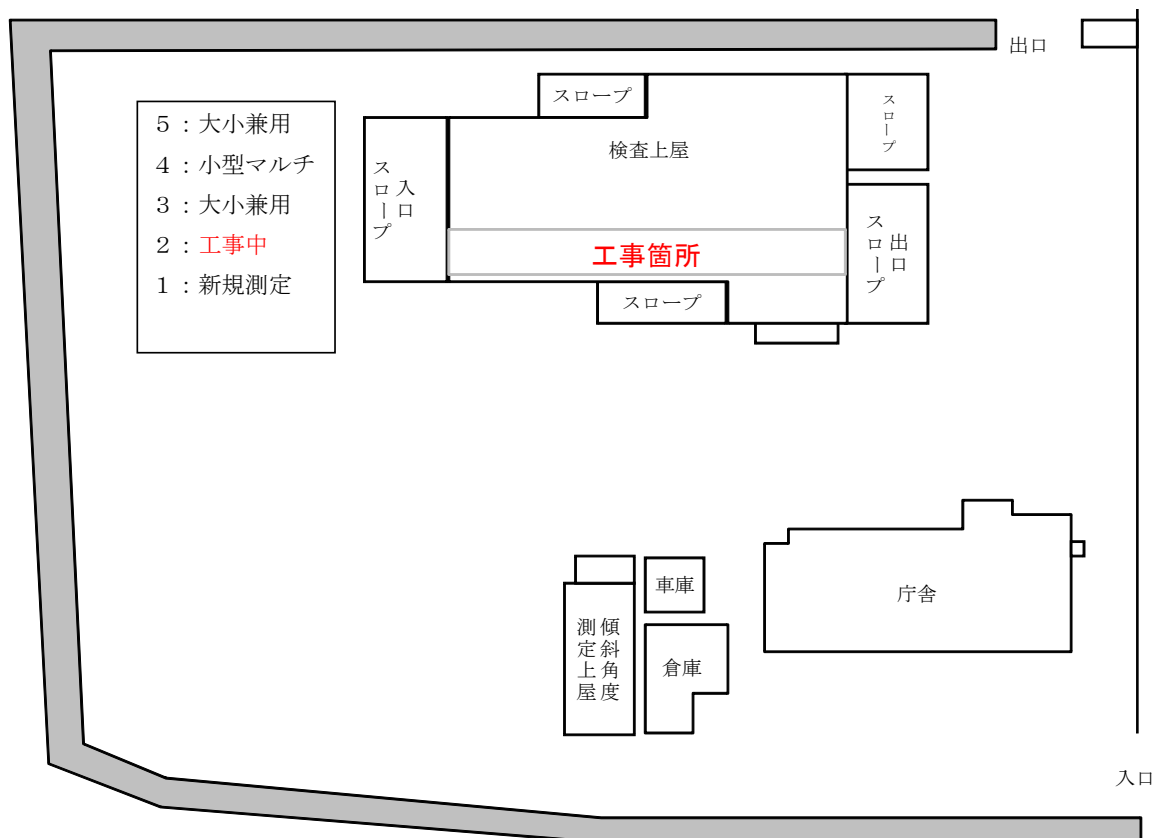 出口
スロープ
スロープ
５：大小兼用
４：小型マルチ
３：大小兼用
２：工事中
１：新規測定
検査上屋
入口
スロープ
工事箇所
出口
スロープ
スロープ
庁舎
車庫
傾斜角度
測定上屋
倉庫
入口